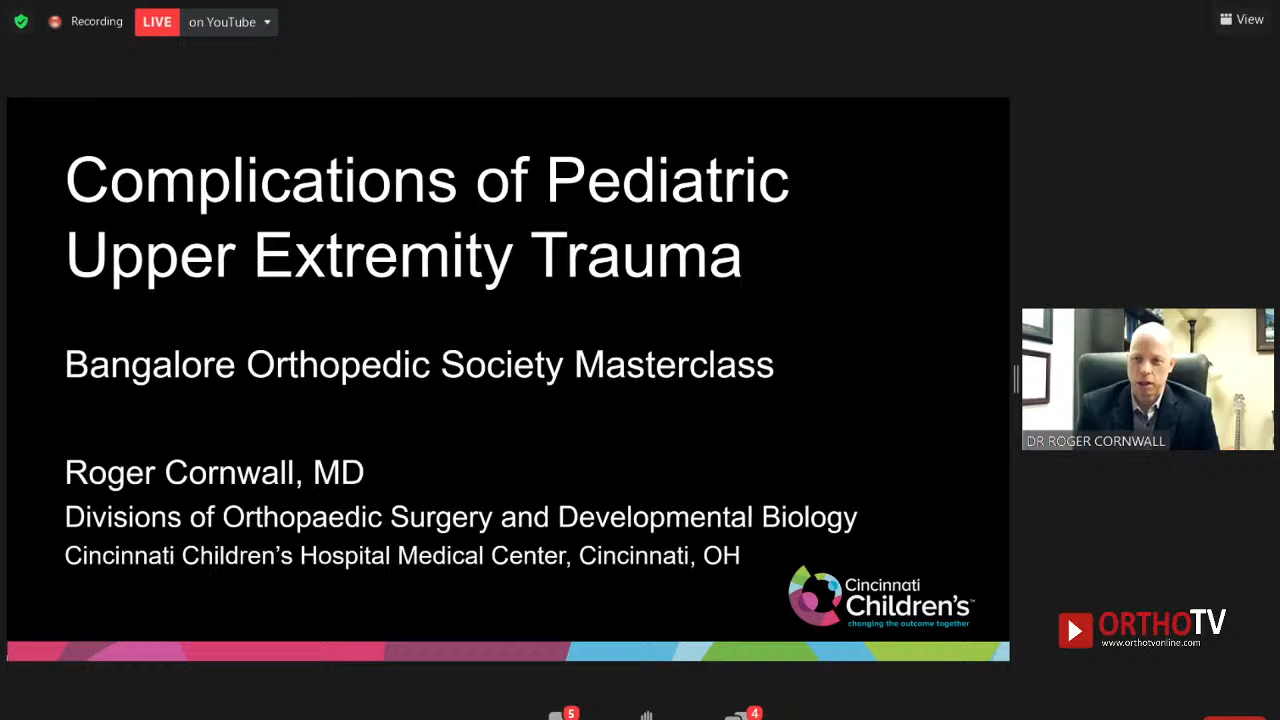 Recording
LIVE on YouTube
View
Complications of Pediatric
Upper Extremity Trauma
Bangalore Orthopedic Society Masterclass
Roger Cornwall, MD
Divisions of Orthopaedic Surgery and Developmental Biology
Cincinnati Children’s Hospital Medical Center, Cincinnati, OH
Cincinnati
Children's™
changing the outcome together
DR ROGER CORNWALL
ORTHOTV
www.orthotvonline.com
5
4